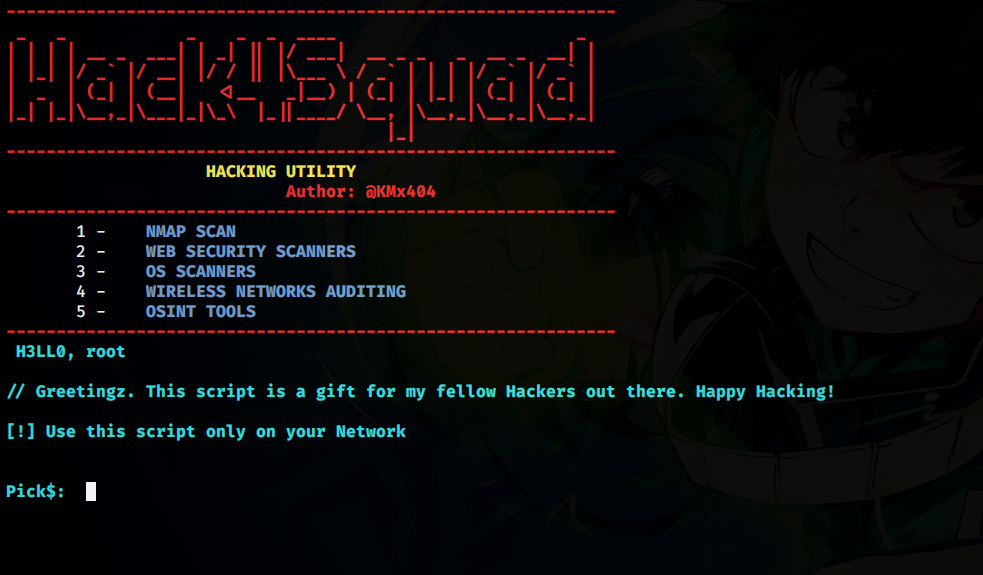 Hack4Squad
HACKING UTILITY
Author: @KMx404
1 - NMAP SCAN
2 - WEB SECURITY SCANNERS
3 - OS SCANNERS
4 - WIRELESS NETWORKS AUDITING
5 - OSINT TOOLS
H3LL0, root
// Greetingz. This script is a gift for my fellow Hackers out there. Happy Hacking!
[!] Use this script only on your Network
Pick$: